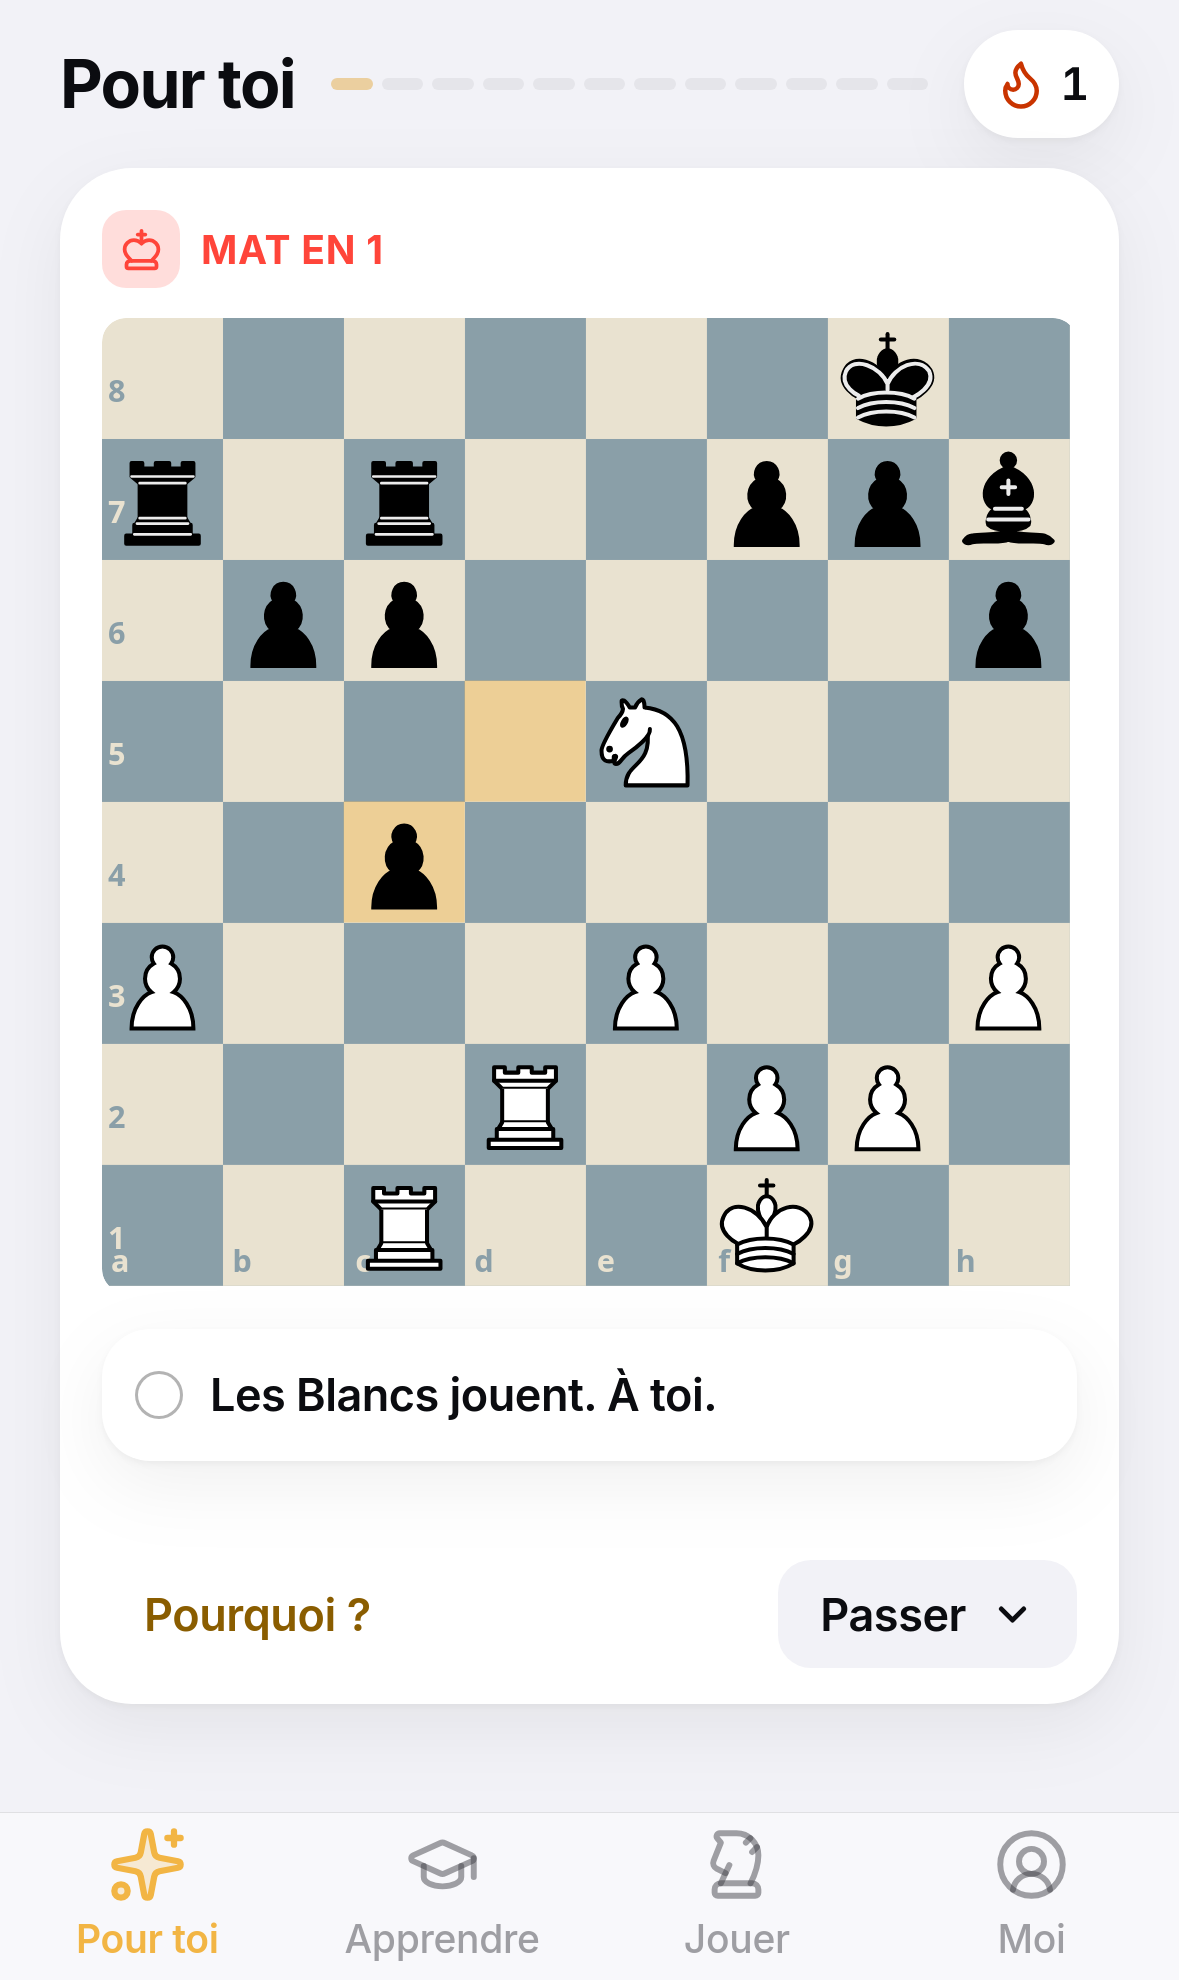 Pour toi
1
MAT EN 1
8
7
6
5
4
3
2
1
a b c d e f g h
Les Blancs jouent. À toi.
Pourquoi ?
Passer
Pour toi
Apprendre
Jouer
Moi